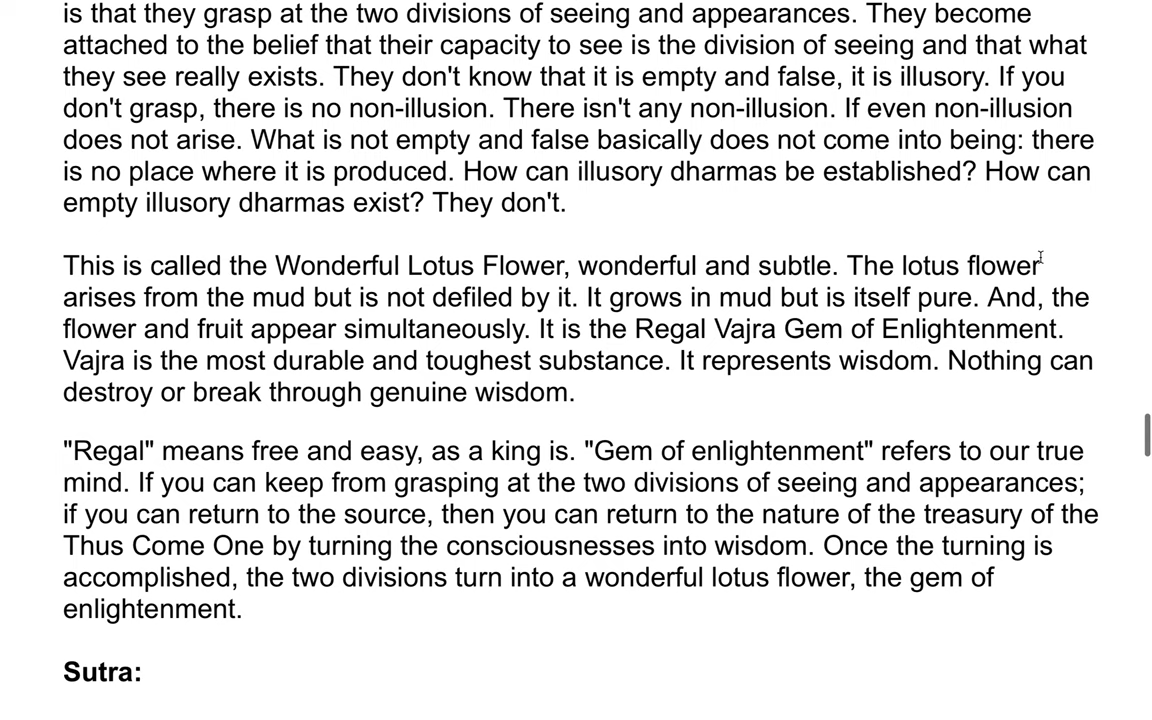 is that they grasp at the two divisions of seeing and appearances. They become
attached to the belief that their capacity to see is the division of seeing and that what
they see really exists. They don't know that it is empty and false, it is illusory. If you
don't grasp, there is no non-illusion. There isn't any non-illusion. If even non-illusion
does not arise. What is not empty and false basically does not come into being: there
is no place where it is produced. How can illusory dharmas be established? How can
empty illusory dharmas exist? They don't.
This is called the Wonderful Lotus Flower, wonderful and subtle. The lotus flower
arises from the mud but is not defiled by it. It grows in mud but is itself pure. And, the
flower and fruit appear simultaneously. It is the Regal Vajra Gem of Enlightenment.
Vajra is the most durable and toughest substance. It represents wisdom. Nothing can
destroy or break through genuine wisdom.
"Regal" means free and easy, as a king is. "Gem of enlightenment" refers to our true
mind. If you can keep from grasping at the two divisions of seeing and appearances;
if you can return to the source, then you can return to the nature of the treasury of the
Thus Come One by turning the consciousnesses into wisdom. Once the turning is
accomplished, the two divisions turn into a wonderful lotus flower, the gem of
enlightenment.
Sutra: